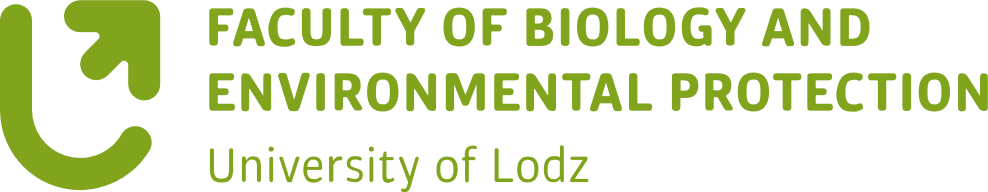 FACULTY OF BIOLOGY AND
ENVIRONMENTAL PROTECTION
University of Lodz